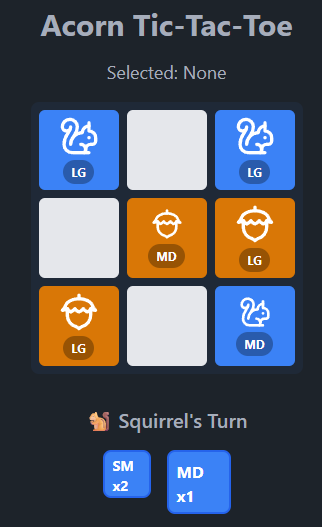 Acorn Tic-Tac-Toe
Selected: None
LG
LG
MD
LG
LG
MD
🐿️ Squirrel's Turn
SM
x2
MD
x1